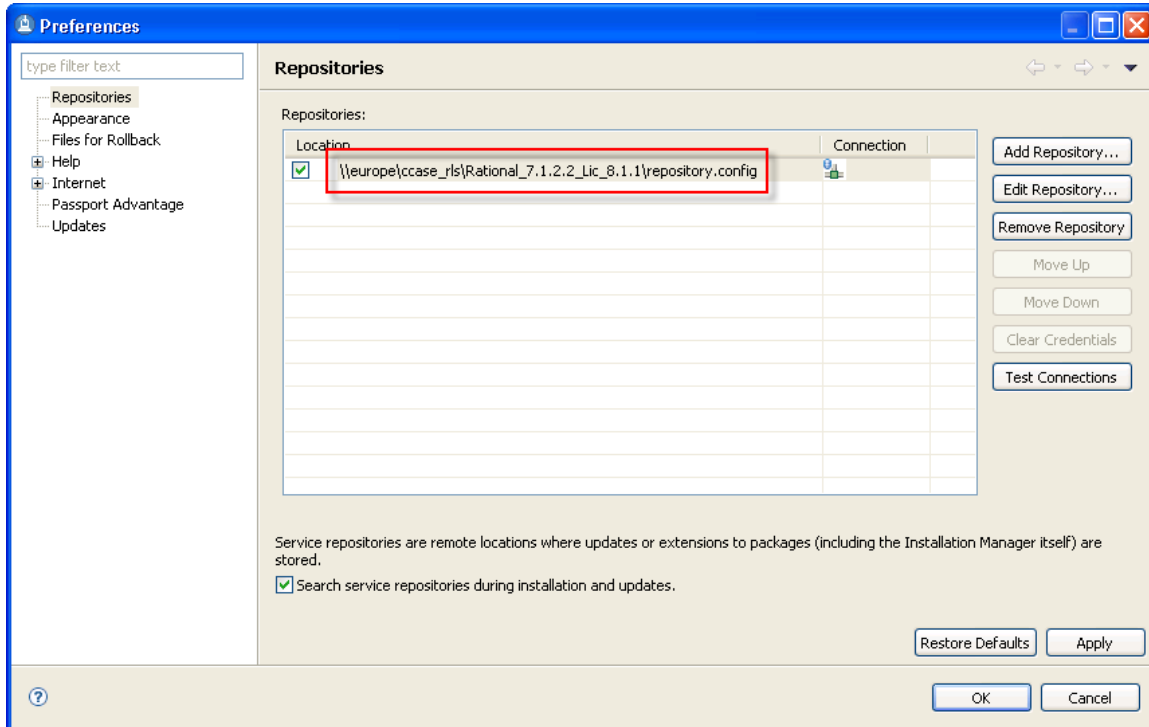 Preferences
type filter text
Repositories
Appearance
Files for Rollback
Help
Internet
Passport Advantage
Updates
Repositories
Repositories:
Location Connection
\\europe\ccase_rls\Rational_7.1.2.2_Lic_8.1.1\repository.config
Add Repository...
Edit Repository...
Remove Repository
Move Up
Move Down
Clear Credentials
Test Connections
Service repositories are remote locations where updates or extensions to packages (including the Installation Manager itself) are
stored.
Search service repositories during installation and updates.
Restore Defaults Apply
? OK Cancel